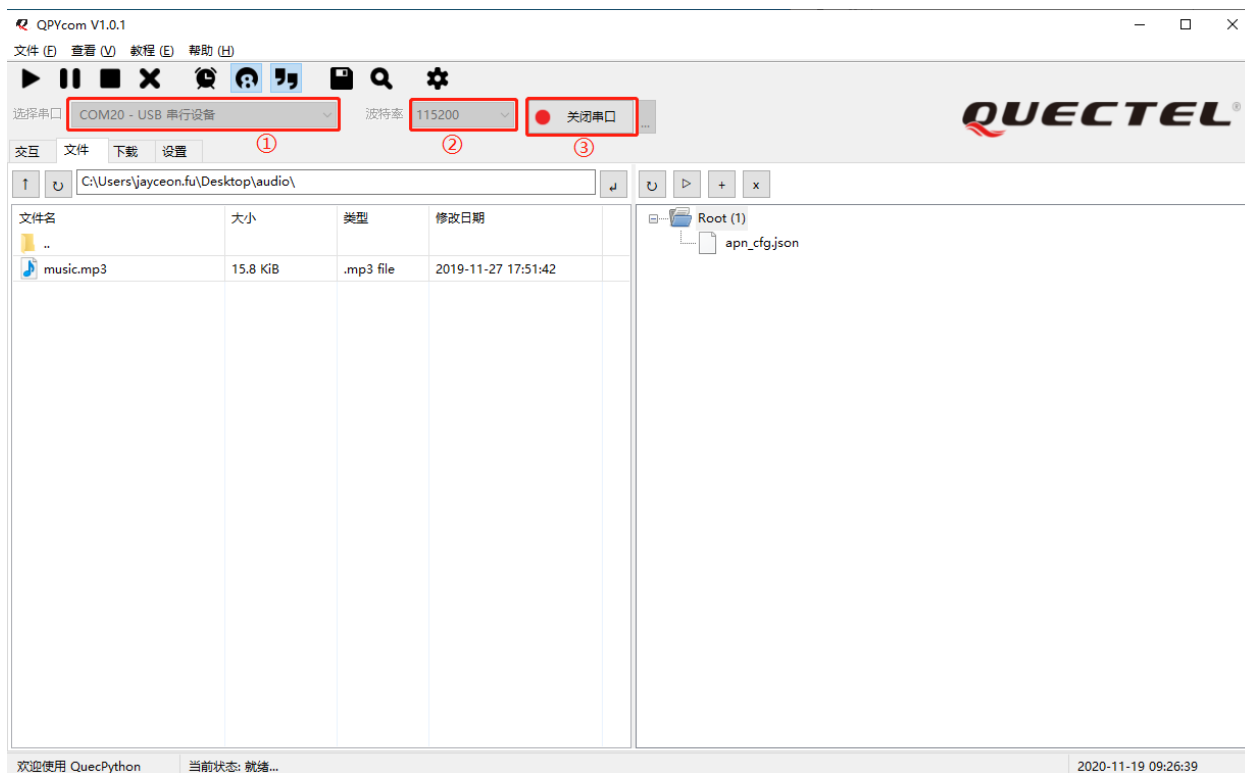 QPYcom V1.0.1
文件 (F) 查看 (V) 教程 (E) 帮助 (H)
选择串口 COM20 - USB 串行设备 波特率 115200 关闭串口 ...
QUECTEL®
① ② ③
交互 文件 下载 设置
↑ ↻ C:\Users\jayceon.fu\Desktop\audio\ ↲ ↻ ▷ + x
文件名 大小 类型 修改日期 Root (1)
.. apn_cfg.json
music.mp3 15.8 KiB .mp3 file 2019-11-27 17:51:42
欢迎使用 QuecPython 当前状态: 就绪... 2020-11-19 09:26:39